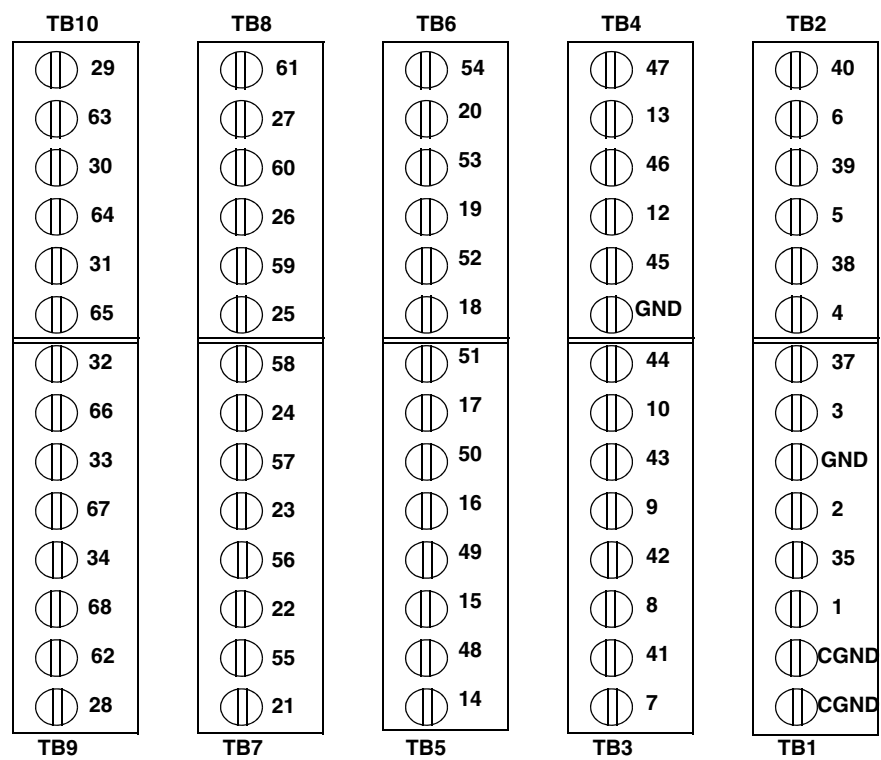 TB10 TB8 TB6 TB4 TB2
29 61 54 47 40
63 27 20 13 6
30 60 53 46 39
64 26 19 12 5
31 59 52 45 38
65 25 18 GND 4
32 58 51 44 37
66 24 17 10 3
33 57 50 43 GND
67 23 16 9 2
34 56 49 42 35
68 22 15 8 1
62 55 48 41 CGND
28 21 14 7 CGND
TB9 TB7 TB5 TB3 TB1